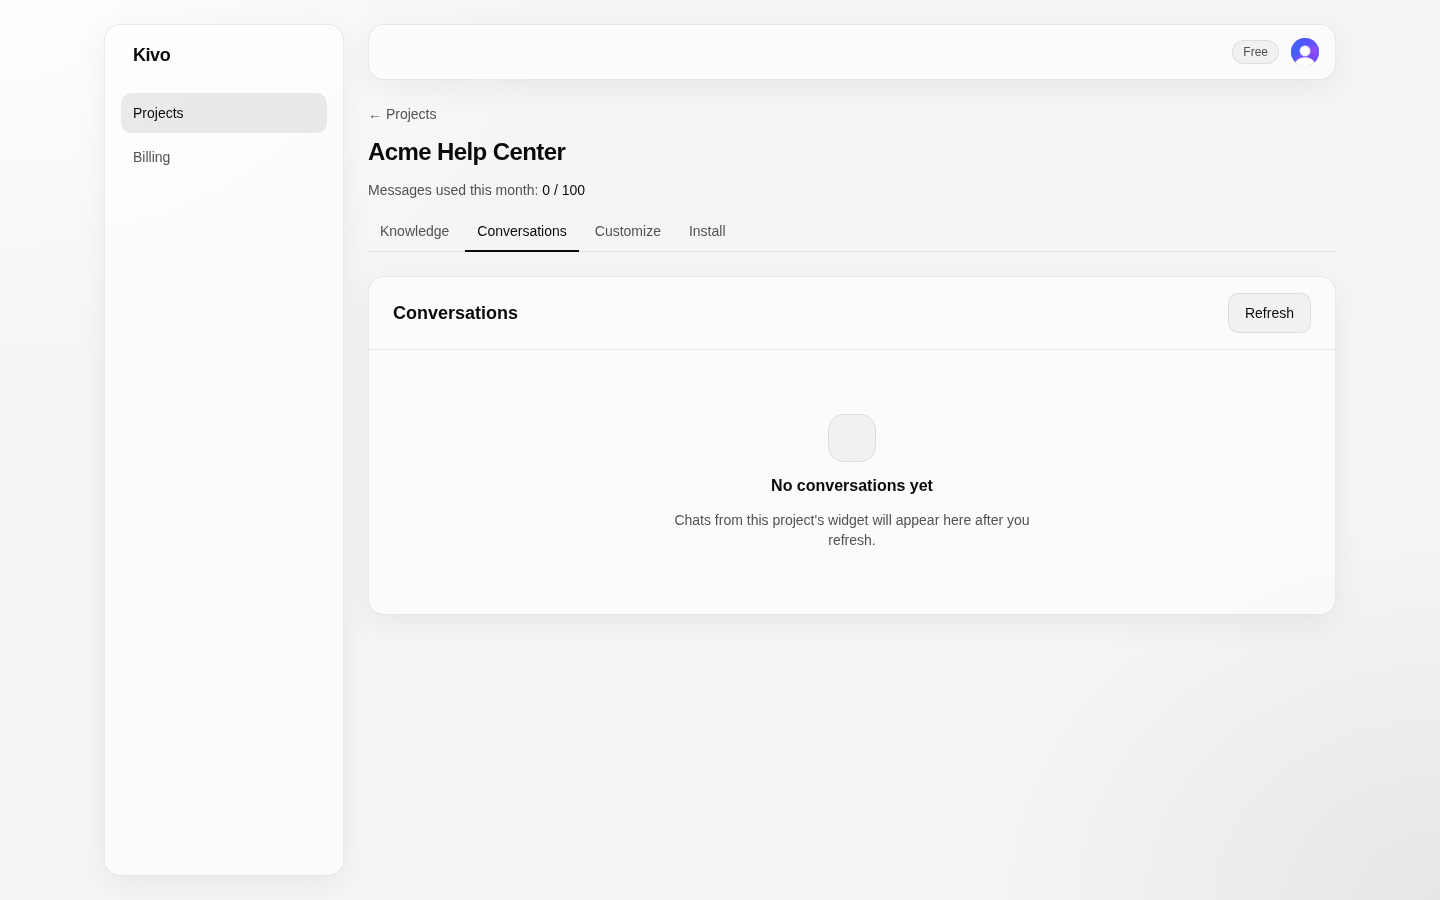 Kivo
Projects
Billing
Free
← Projects
Acme Help Center
Messages used this month: 0 / 100
Knowledge
Conversations
Customize
Install
Conversations
Refresh
No conversations yet
Chats from this project's widget will appear here after you
refresh.